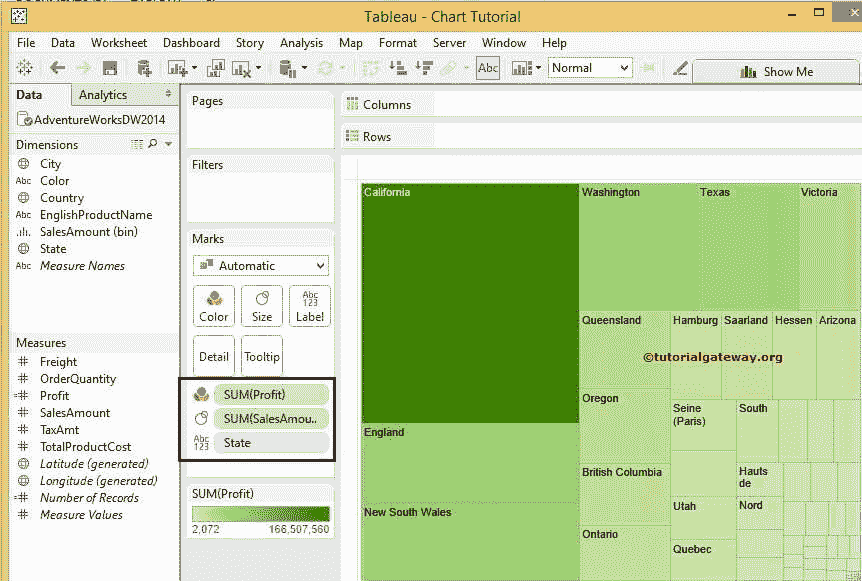 Tableau - Chart Tutorial
File Data Worksheet Dashboard Story Analysis Map Format Server Window Help
Abc
Normal
Show Me
Data Analytics
AdventureWorksDW2014
Dimensions
City
Abc Color
Country
Abc EnglishProductName
SalesAmount (bin)
State
Abc Measure Names
Measures
# Freight
# OrderQuantity
=# Profit
# SalesAmount
# TaxAmt
# TotalProductCost
Latitude (generated)
Longitude (generated)
=# Number of Records
# Measure Values
Pages
Filters
Marks
Automatic
Color Size Abc 123 Label
Detail Tooltip
SUM(Profit)
SUM(SalesAmou..
Abc 123 State
SUM(Profit)
2,072 166,507,560
Columns
Rows
California
Washington
Texas
Victoria
England
New South Wales
Queensland
Hamburg
Saarland
Hessen
Arizona
©tutorialgateway.org
Oregon
British Columbia
Ontario
Seine
(Paris)
South
Hauts
de
Utah
Nord
Quebec